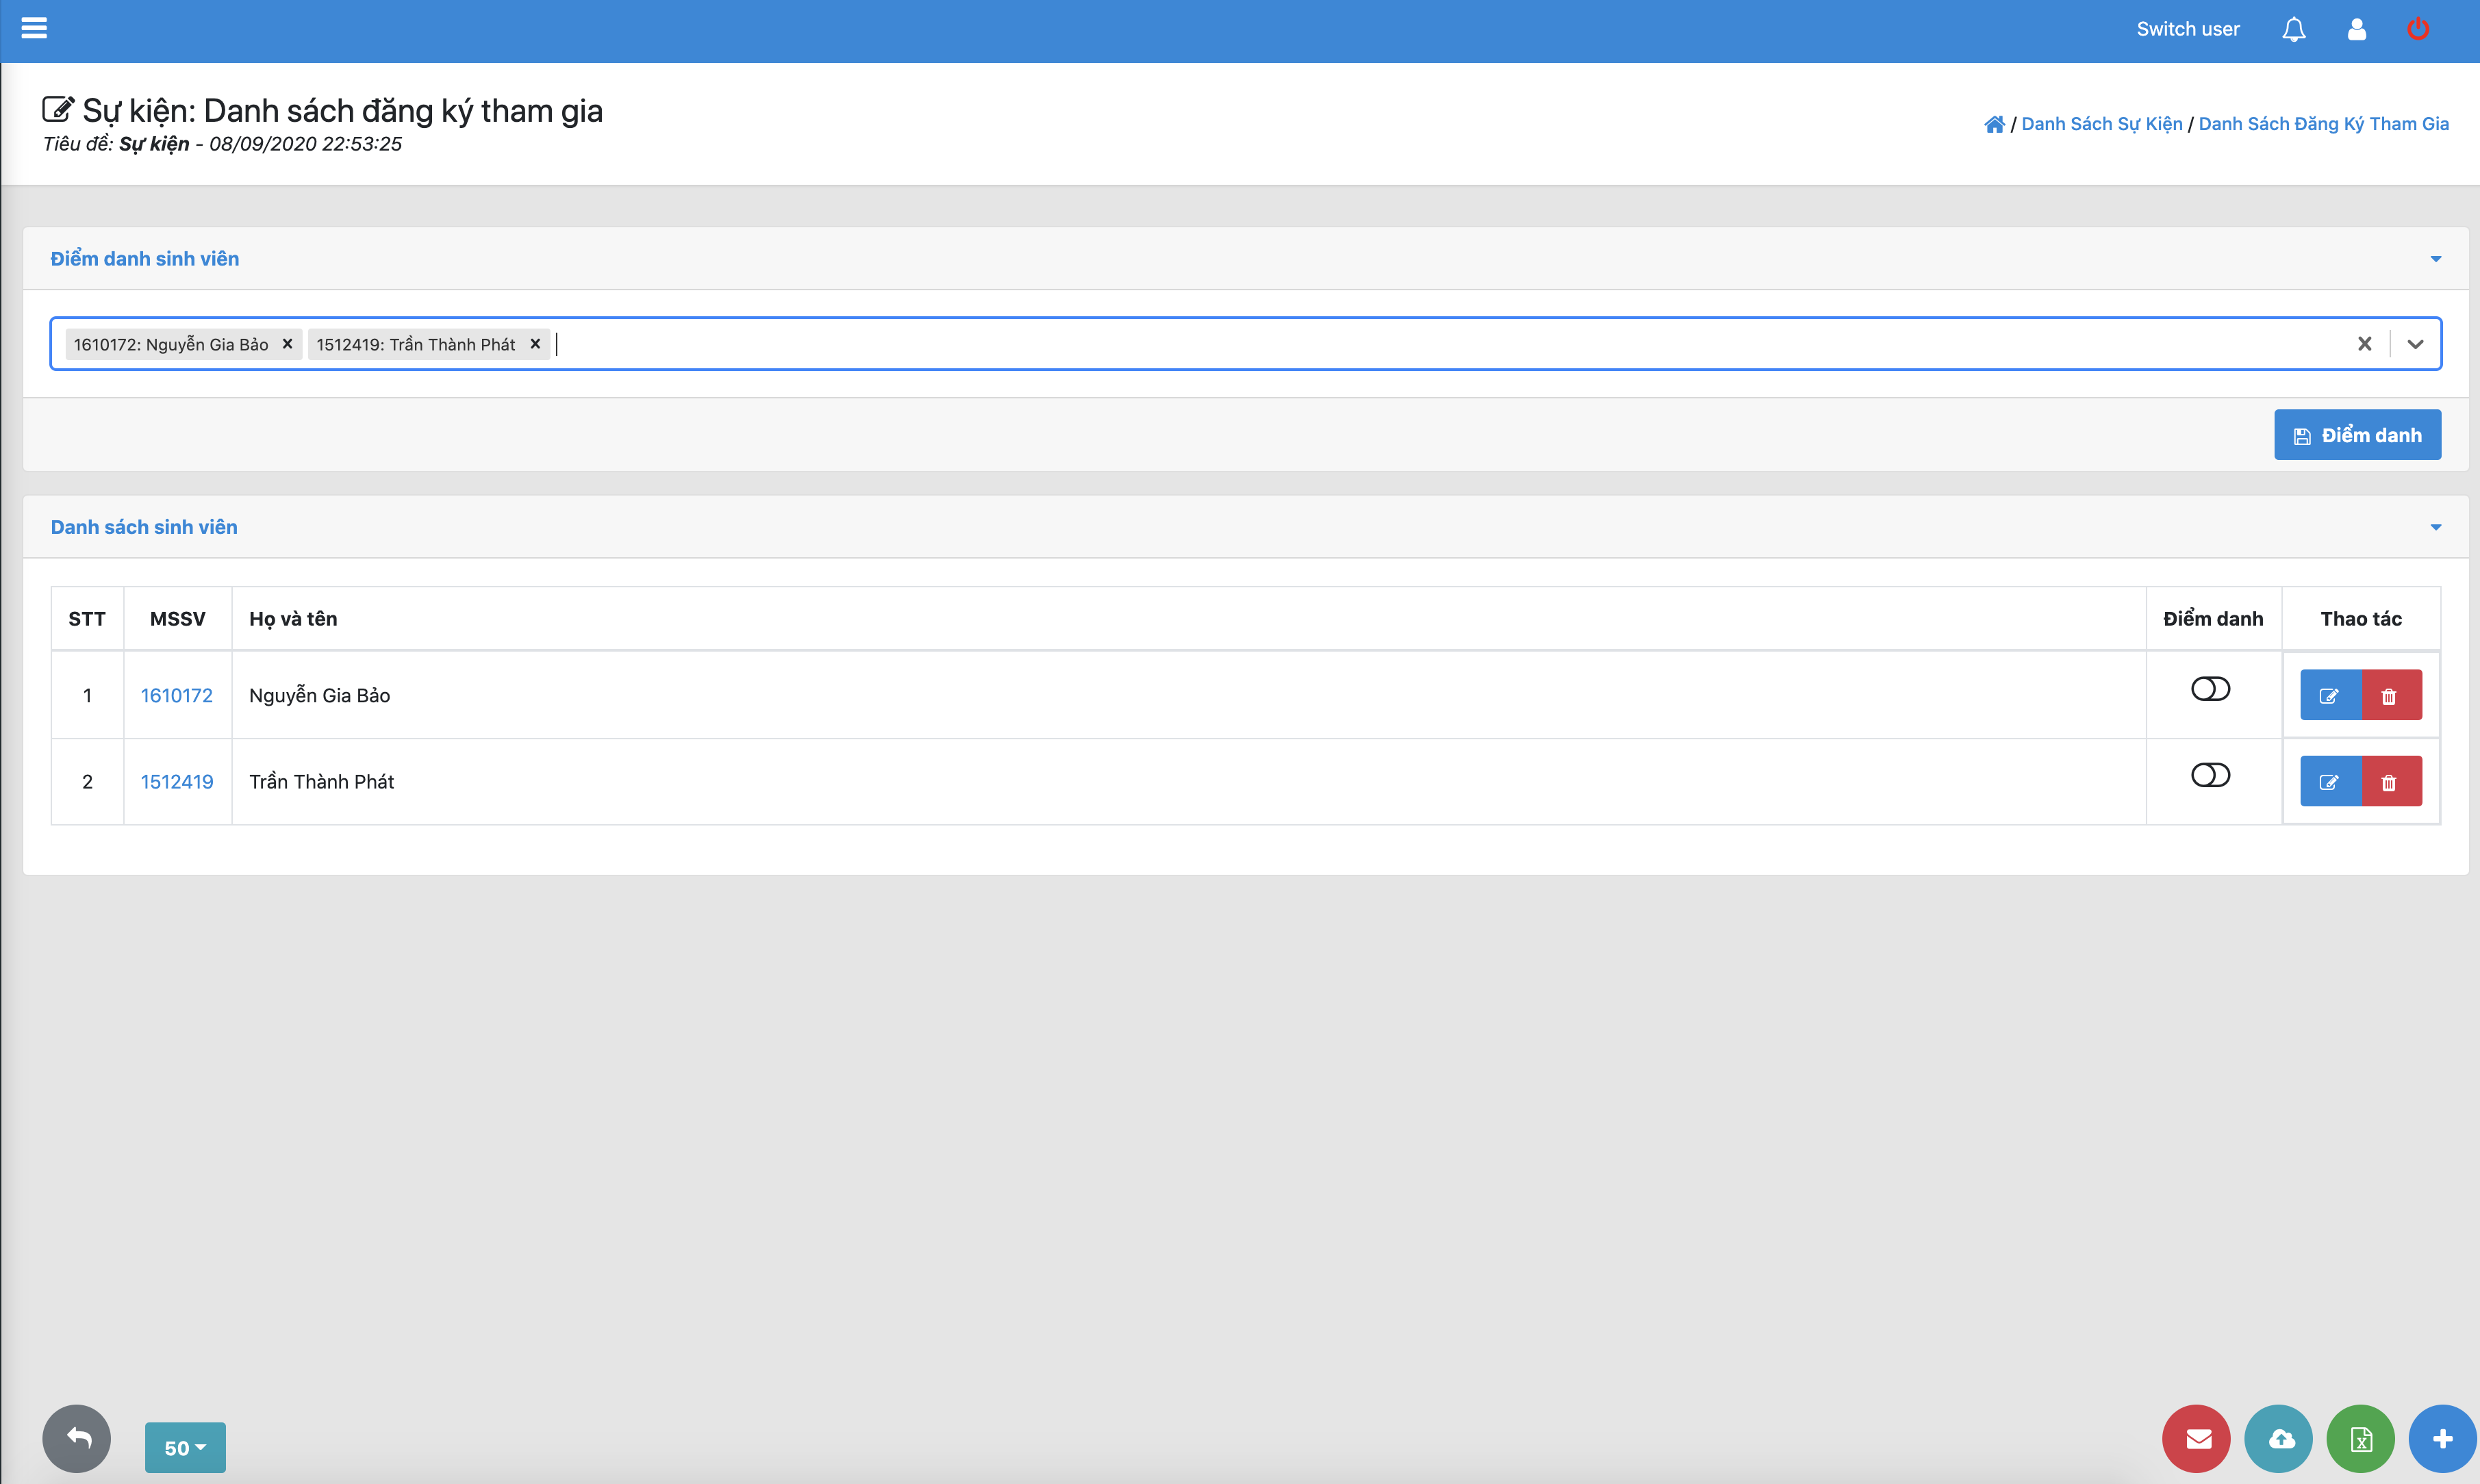 Switch user
Sự kiện: Danh sách đăng ký tham gia
Tiêu đề: Sự kiện - 08/09/2020 22:53:25
/ Danh Sách Sự Kiện / Danh Sách Đăng Ký Tham Gia
Điểm danh sinh viên
1610172: Nguyễn Gia Bảo 1512419: Trần Thành Phát
Điểm danh
Danh sách sinh viên
STT MSSV Họ và tên Điểm danh Thao tác
1 1610172 Nguyễn Gia Bảo
2 1512419 Trần Thành Phát
50